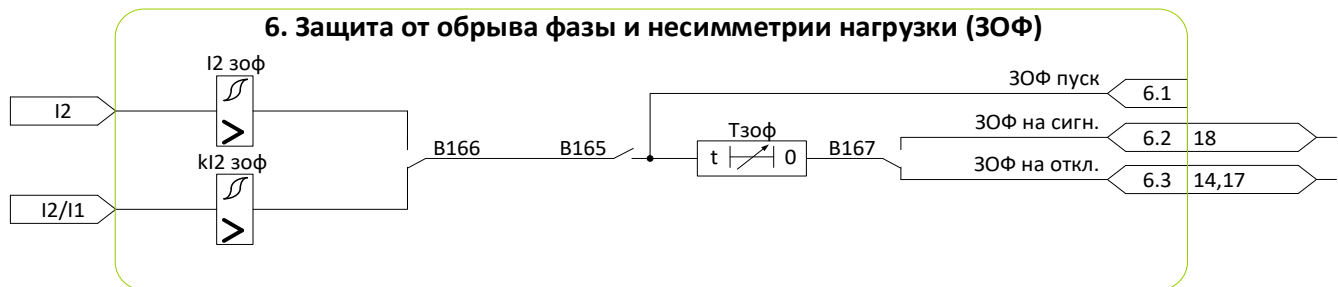 6. Защита от обрыва фазы и несимметрии нагрузки (ЗОФ)
I2 зоф
I2
>
kI2 зоф
I2/I1
>
B166
B165
Tзоф
t
0
B167
ЗОФ пуск
6.1
ЗОФ на сигн.
6.2
18
ЗОФ на откл.
6.3
14,17